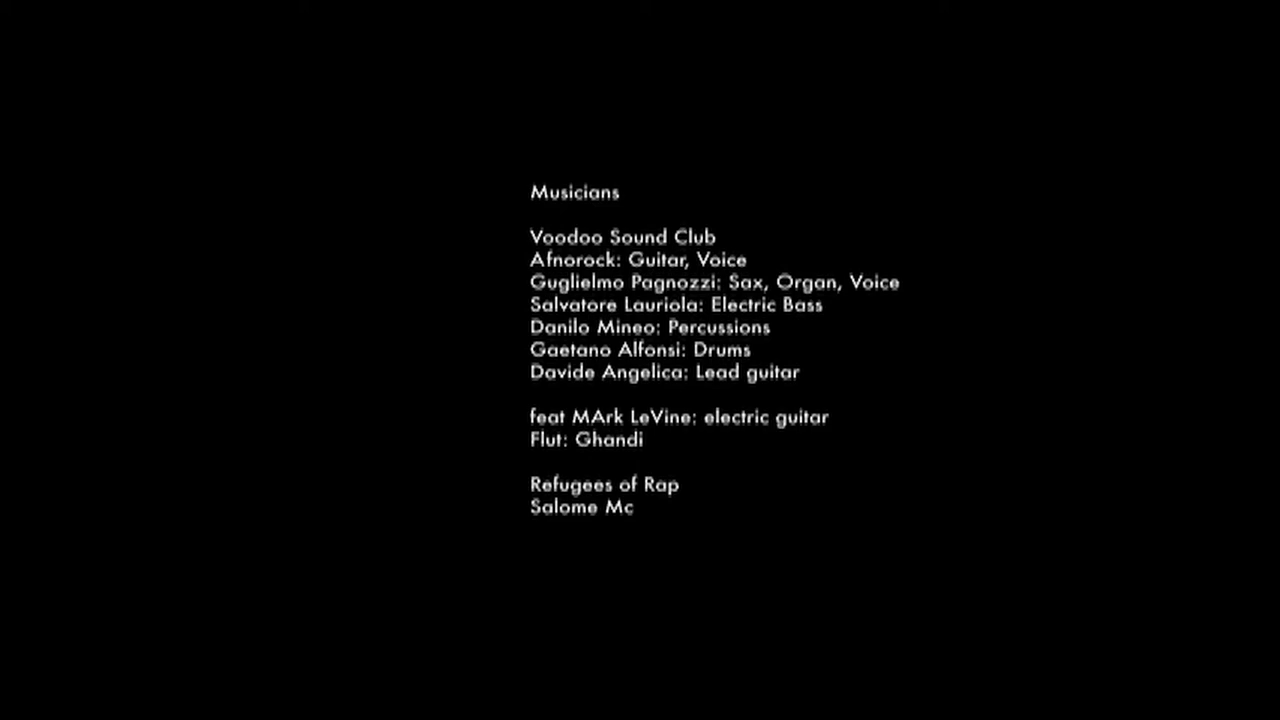 Musicians
Voodoo Sound Club
Afnorock: Guitar, Voice
Guglielmo Pagnozzi: Sax, Organ, Voice
Salvatore Lauriola: Electric Bass
Danilo Mineo: Percussions
Gaetano Alfonsi: Drums
Davide Angelica: Lead guitar
feat MArk LeVine: electric guitar
Flut: Ghandi
Refugees of Rap
Salome Mc